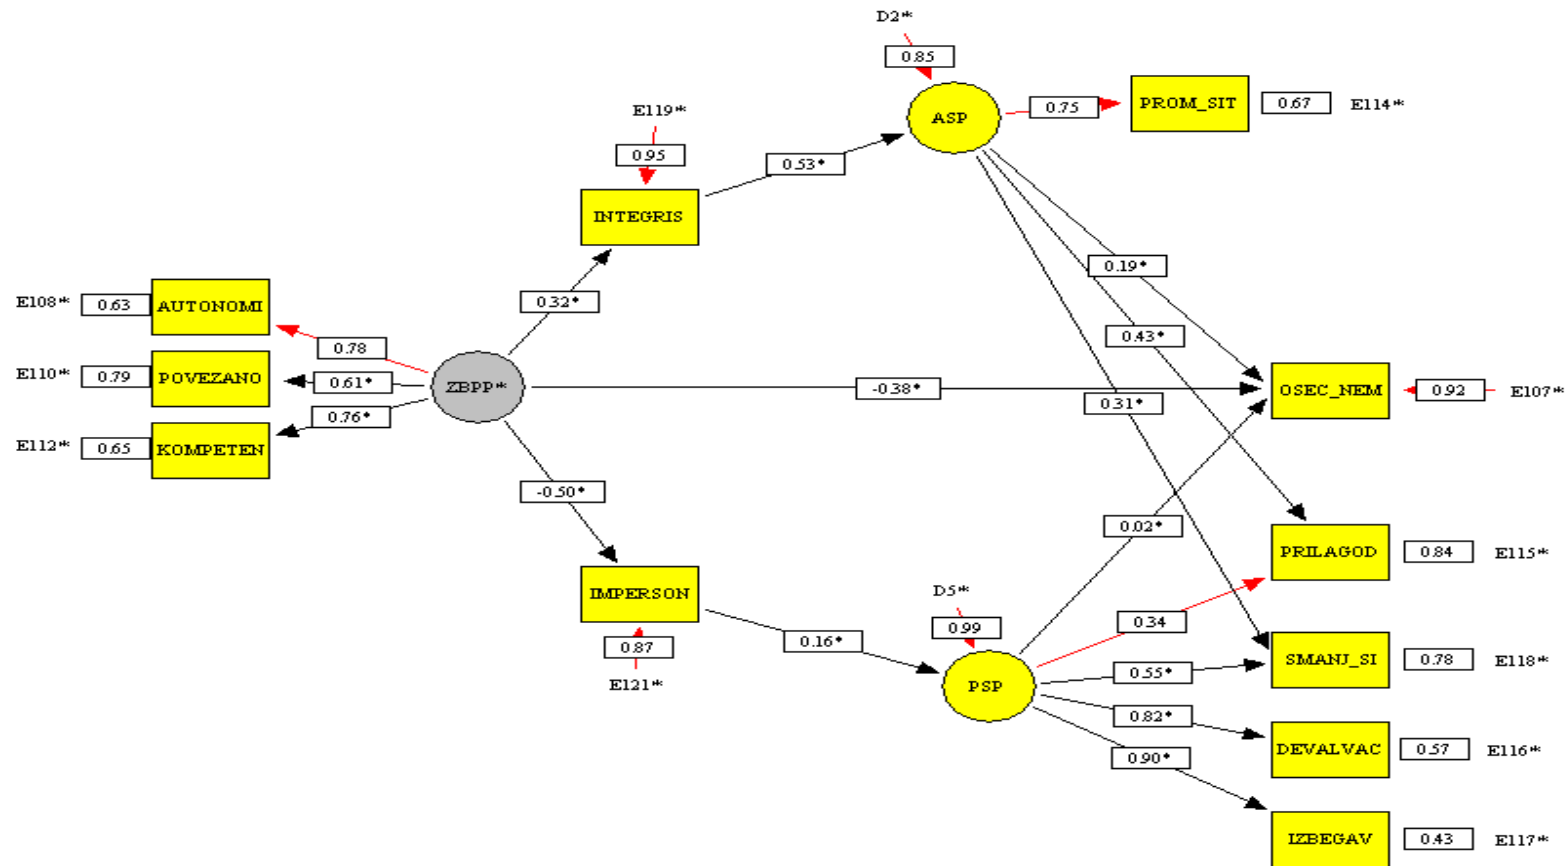 D2*
0.85
ASP
0.75
PROM_SIT
0.67
E114*
E119*
0.95
0.53*
INTEGRIS
0.19*
0.32*
E108*
0.63
AUTONOMI
0.78
0.43*
E110*
0.79
POVEZANO
0.61*
ZBPP*
-0.38*
0.31*
OSEC_NEM
0.92
E107*
E112*
0.65
KOMPETEN
0.76*
-0.50*
0.02*
PRILAGOD
0.84
E115*
IMPERSON
D5*
0.99
0.34
0.16*
0.87
E121*
PSP
0.55*
SMANJ_SI
0.78
E118*
0.82*
DEVALVAC
0.57
E116*
0.90*
IZBEGAV
0.43
E117*